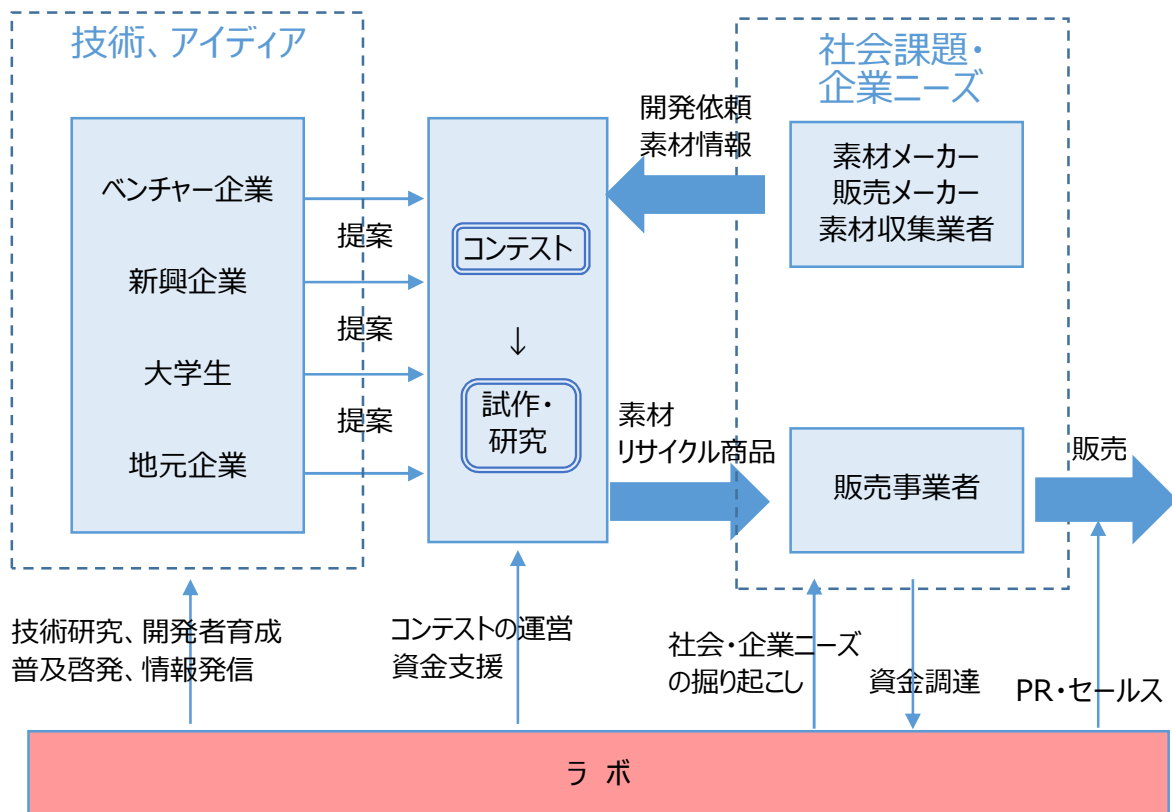 技術、アイディア
ベンチャー企業
新興企業
大学生
地元企業
提案
提案
提案
コンテスト
↓
試作・
研究
開発依頼
素材情報
社会課題・
企業ニーズ
素材メーカー
販売メーカー
素材収集業者
素材
リサイクル商品
販売事業者
販売
技術研究、開発者育成
普及啓発、情報発信
コンテストの運営
資金支援
社会・企業ニーズ
の掘り起こし
資金調達
PR・セールス
ラ ボ